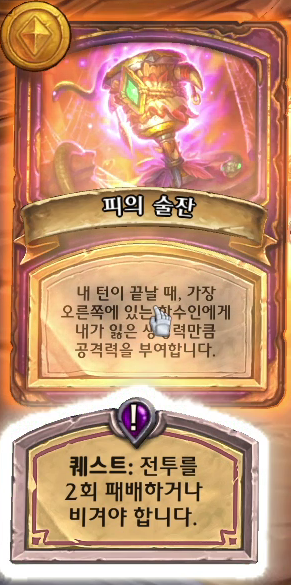 피의 술잔
내 턴이 끝날 때, 가장
오른쪽에 있는 하수인에게
내가 잃은 생명력만큼
공격력을 부여합니다.
퀘스트: 전투를
2회 패배하거나
비겨야 합니다.